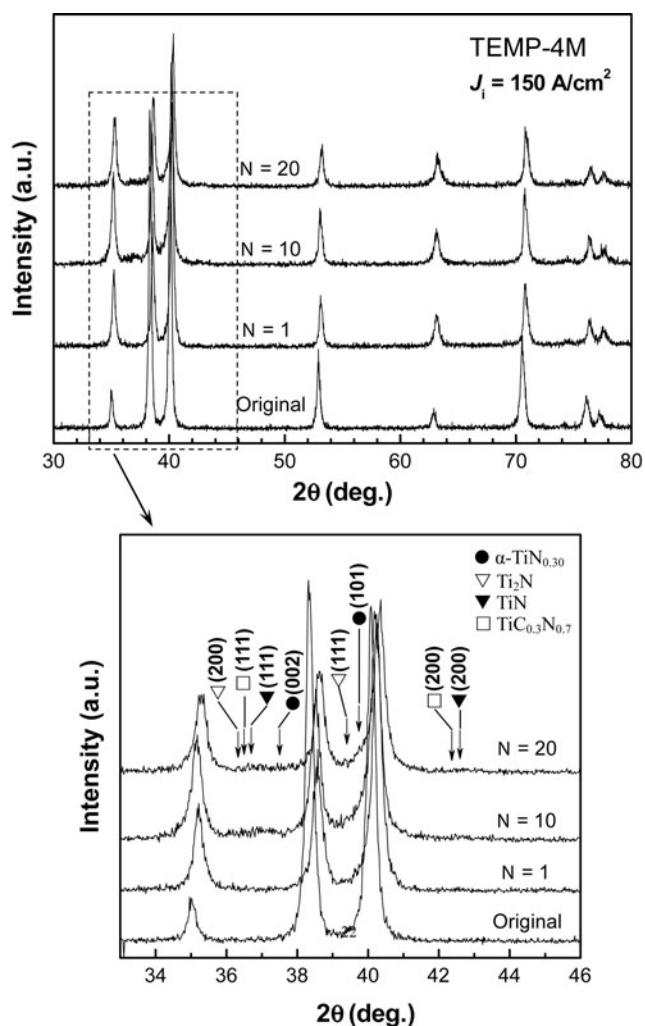 TEMP-4M
Jᵢ = 150 A/cm²
N = 20
N = 10
N = 1
Original
Intensity (a.u.)
30 40 50 60 70 80
2θ (deg.)
● α-TiN₀.₃₀
▽ Ti₂N
▼ TiN
□ TiC₀.₃N₀.₇
▽(200)
□(111)
▼(111)
●(002)
▽(111)
●(101)
□(200)
▼(200)
N = 20
N = 10
N = 1
Original
22
Intensity (a.u.)
34 36 38 40 42 44 46
2θ (deg.)